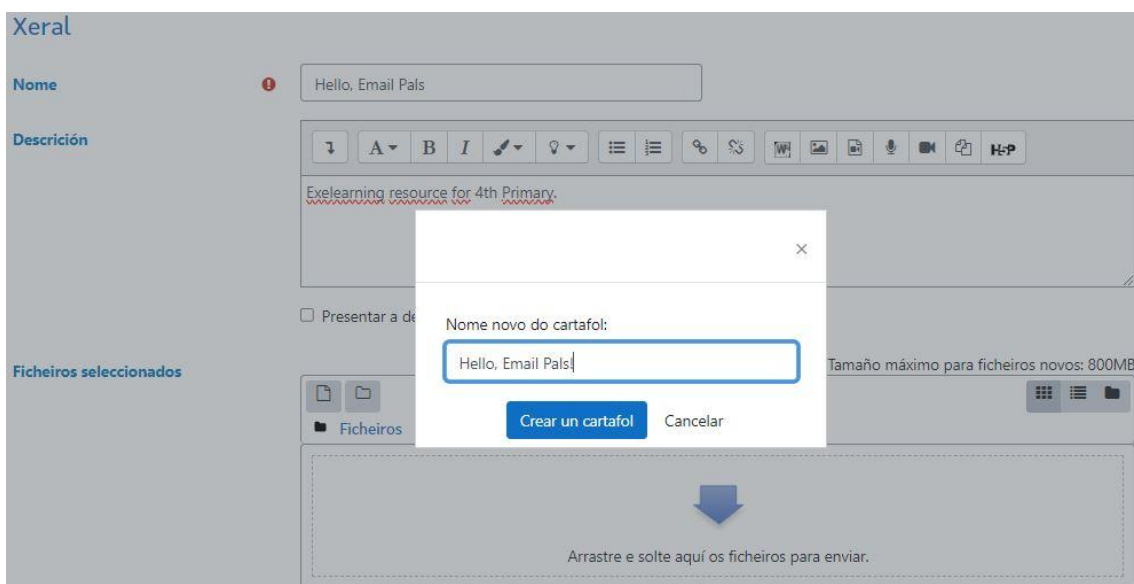 Xeral
Nome
Hello, Email Pals
Descrición
A B I H-P
Exelearning resource for 4th Primary.
Presentar a de
Nome novo do cartafol:
Hello, Email Pals!
Tamaño máximo para ficheiros novos: 800MB
Ficheiros seleccionados
Crear un cartafol Cancelar
Ficheiros
Arrastre e solte aquí os ficheiros para enviar.